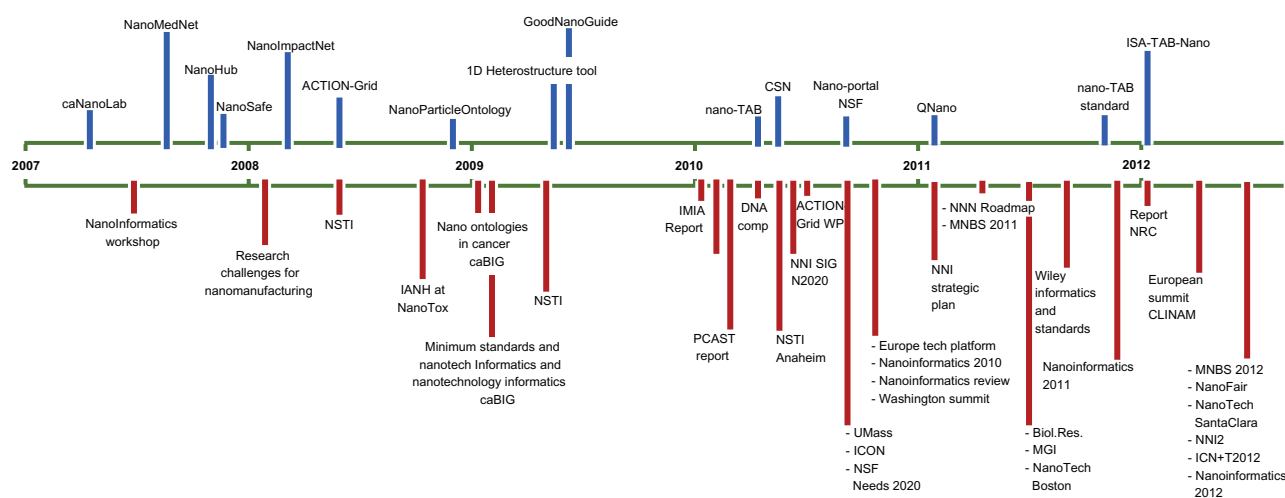 NanoMedNet
GoodNanoGuide
NanoImpactNet
ISA-TAB-Nano
NanoHub
1D Heterostructure tool
ACTION-Grid
CSN
Nano-portal
NSF
nano-TAB
standard
caNanoLab
NanoSafe
NanoParticleOntology
nano-TAB
QNano
2007
2008
2009
2010
2011
2012
NanoInformatics
workshop
Research
challenges for
nanomanufacturing
NSTI
IANH at
NanoTox
Nano ontologies
in cancer
caBIG
Minimum standards and
nanotech Informatics and
nanotechnology informatics
caBIG
NSTI
IMIA
Report
PCAST
report
DNA
comp
NSTI
Anaheim
NNI SIG
N2020
ACTION
Grid WP
- UMass
- ICON
- NSF
Needs 2020
- Europe tech platform
- Nanoinformatics 2010
- Nanoinformatics review
- Washington summit
NNI
strategic
plan
- NNN Roadmap
- MNBS 2011
- Biol.Res.
- MGI
- NanoTech
Boston
Wiley
informatics
and
standards
Nanoinformatics
2011
Report
NRC
European
summit
CLINAM
- MNBS 2012
- NanoFair
- NanoTech
SantaClara
- NNI2
- ICN+T2012
- Nanoinformatics
2012